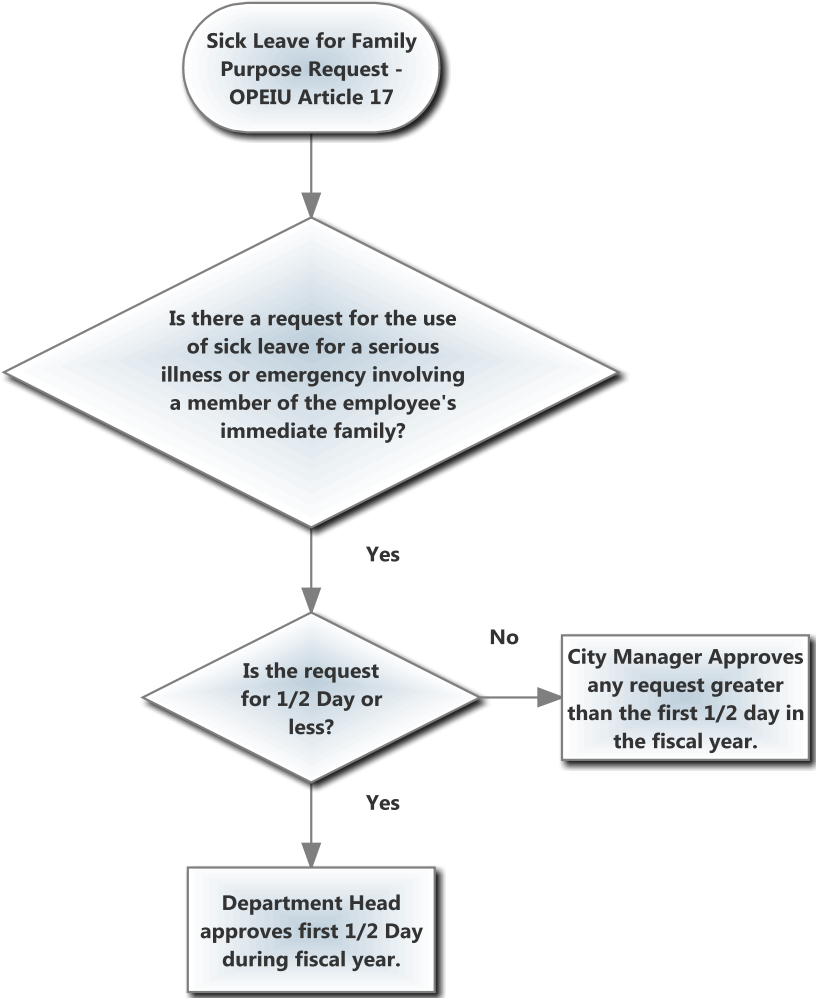 Sick Leave for Family
Purpose Request -
OPEIU Article 17
Is there a request for the use
of sick leave for a serious
illness or emergency involving
a member of the employee's
immediate family?
Yes
Is the request
for 1/2 Day or
less?
No
City Manager Approves
any request greater
than the first 1/2 day in
the fiscal year.
Yes
Department Head
approves first 1/2 Day
during fiscal year.